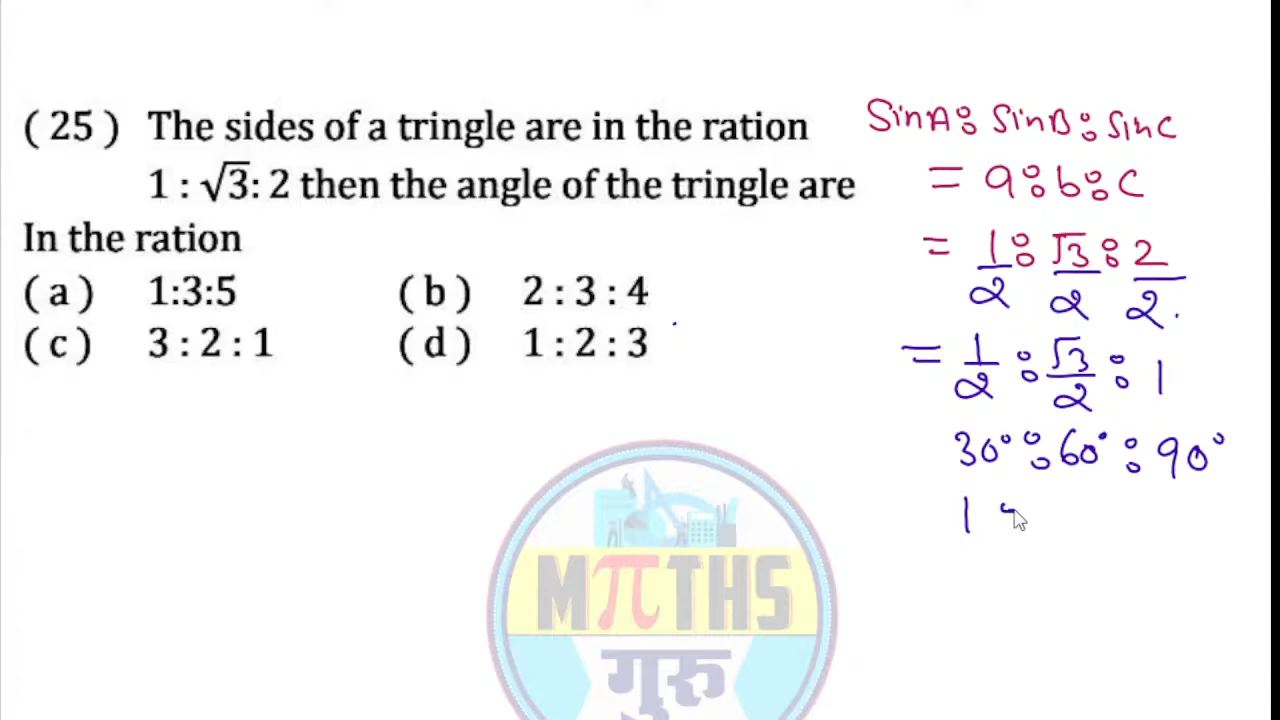 ( 25 ) The sides of a tringle are in the ration
1 : √3 : 2 then the angle of the tringle are
In the ration
( a ) 1:3:5 ( b ) 2 : 3 : 4
( c ) 3 : 2 : 1 ( d ) 1 : 2 : 3
SinA : SinB : SinC
= a : b : c
= 1/2 : √3/2 : 2/2 .
= 1/2 : √3/2 : 1
30° : 60° : 90°
1
MπTHS
गुरु